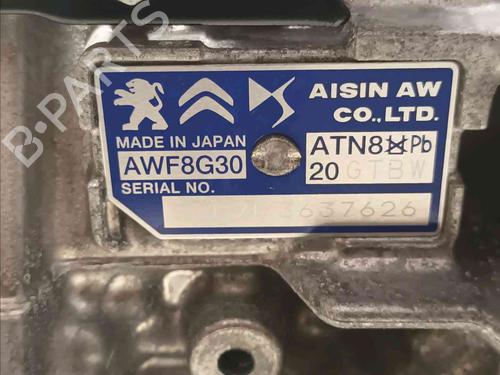 B-PARTS
AISIN AW
CO.,LTD.
MADE IN JAPAN
AWF8G30
ATN8 Pb
20 GTBW
SERIAL NO.
3637626